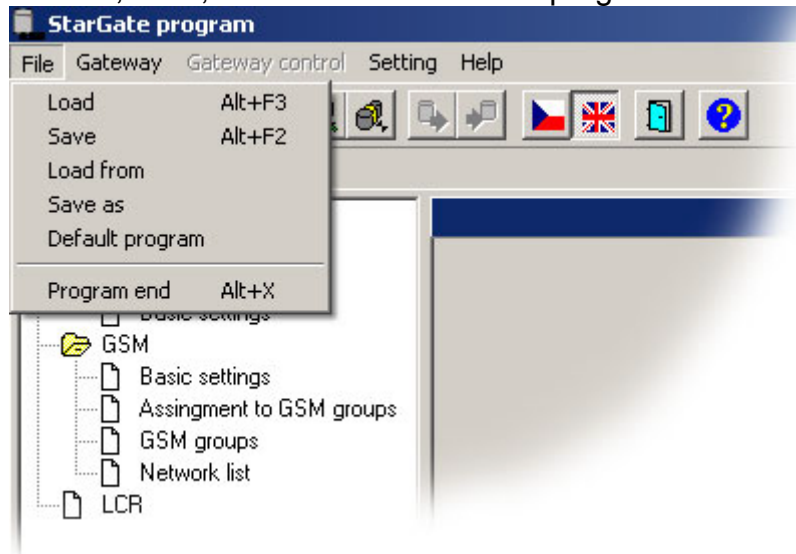 StarGate program
File Gateway Gateway control Setting Help
Load Alt+F3
Save Alt+F2
Load from
Save as
Default program
Program end Alt+X
Basic settings
GSM
Basic settings
Assingment to GSM groups
GSM groups
Network list
LCR